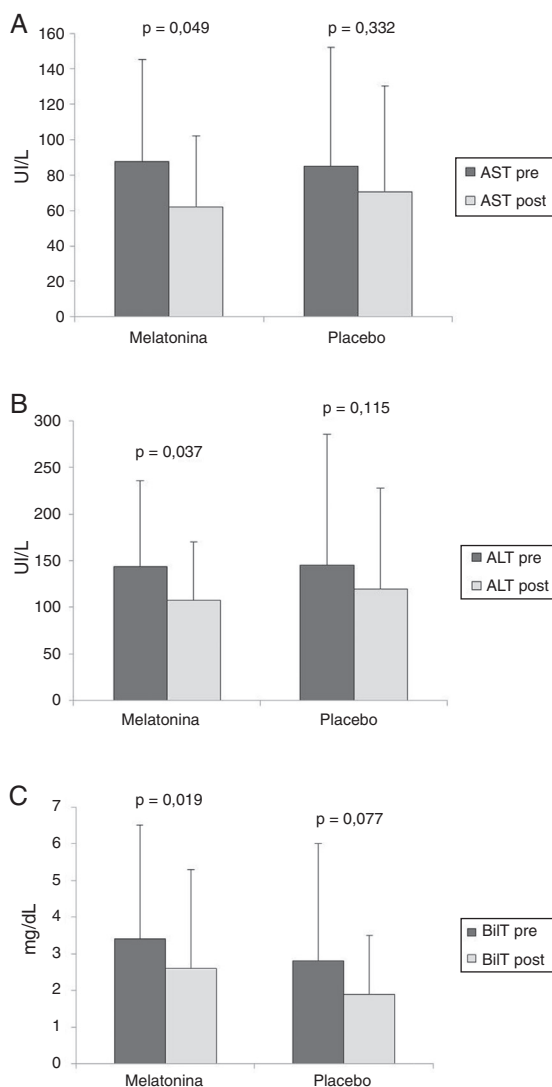 A
p = 0,049
p = 0,332
160
140
120
100
80
60
40
20
0
UI/L
AST pre
AST post
Melatonina
Placebo
B
p = 0,037
p = 0,115
300
250
200
150
100
50
0
UI/L
ALT pre
ALT post
Melatonina
Placebo
C
p = 0,019
p = 0,077
7
6
5
4
3
2
1
0
mg/dL
BilT pre
BilT post
Melatonina
Placebo